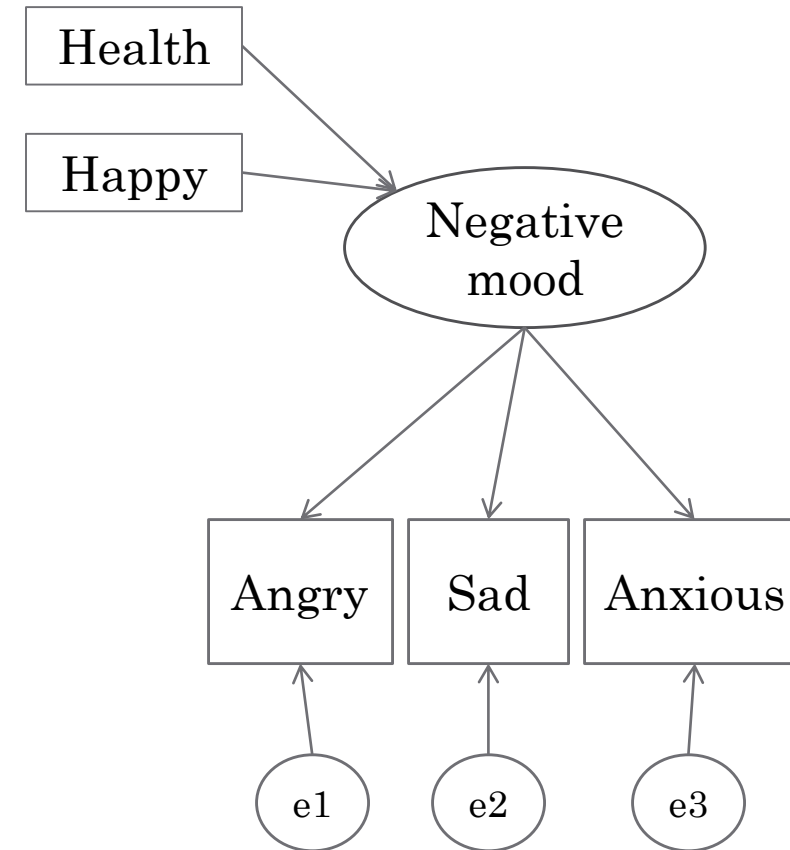 Health
Happy
Negative
mood
Angry
Sad
Anxious
e1
e2
e3